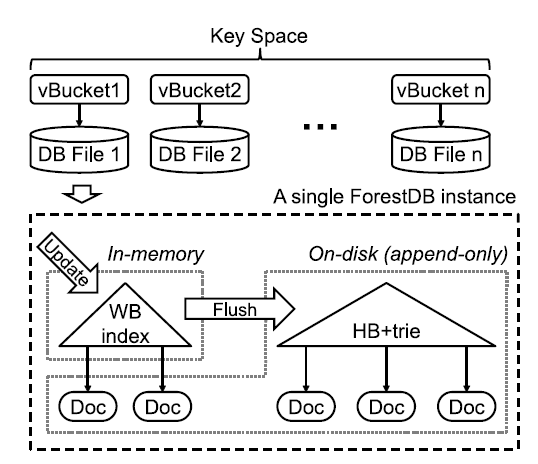 Key Space
vBucket1 vBucket2 ... vBucket n
DB File 1 DB File 2 DB File n
A single ForestDB instance
Update In-memory On-disk (append-only)
WB index Flush HB+trie
Doc Doc Doc Doc Doc